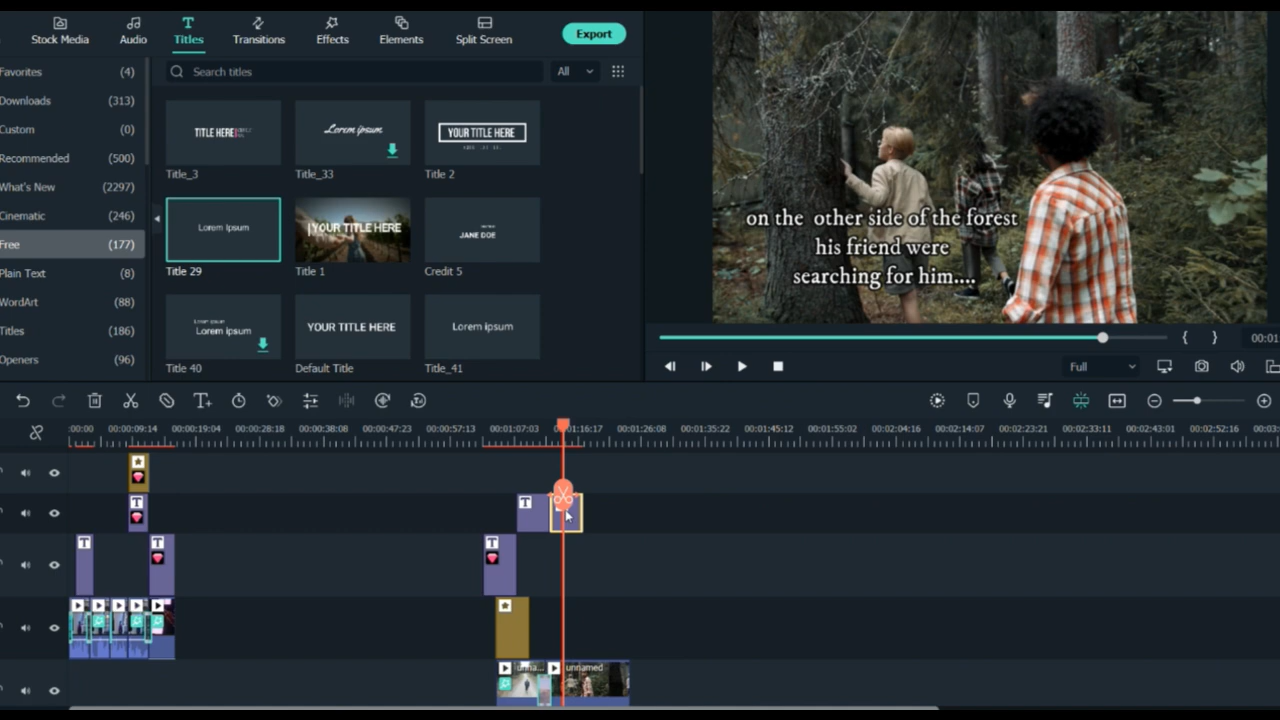 Stock Media
Audio
Titles
Transitions
Effects
Elements
Split Screen
Export
Favorites (4)
Downloads (313)
Custom (0)
Recommended (500)
What's New (2297)
Cinematic (246)
Free (177)
Plain Text (8)
WordArt (88)
Titles (186)
Openers (96)
Search titles
All
TITLE HERE
Lorem ipsum
YOUR TITLE HERE
Title_3
Title_33
Title 2
Lorem Ipsum
YOUR TITLE HERE
JANE DOE
Title 29
Title 1
Credit 5
Lorem ipsum
YOUR TITLE HERE
Lorem ipsum
Title 40
Default Title
Title_41
on the other side of the forest
his friend were
searching for him....
{ }
00:01
Full
:00:00 00:00:09:14 00:00:19:04 00:00:28:18 00:00:38:08 00:00:47:23 00:00:57:13 00:01:07:03 00:01:16:17 00:01:26:08 00:01:35:22 00:01:45:12 00:01:55:02 00:02:04:16 00:02:14:07 00:02:23:21 00:02:33:11 00:02:43:01 00:02:52:16 00:03:0
T
T
T
T
T
T
unna...
unnamed